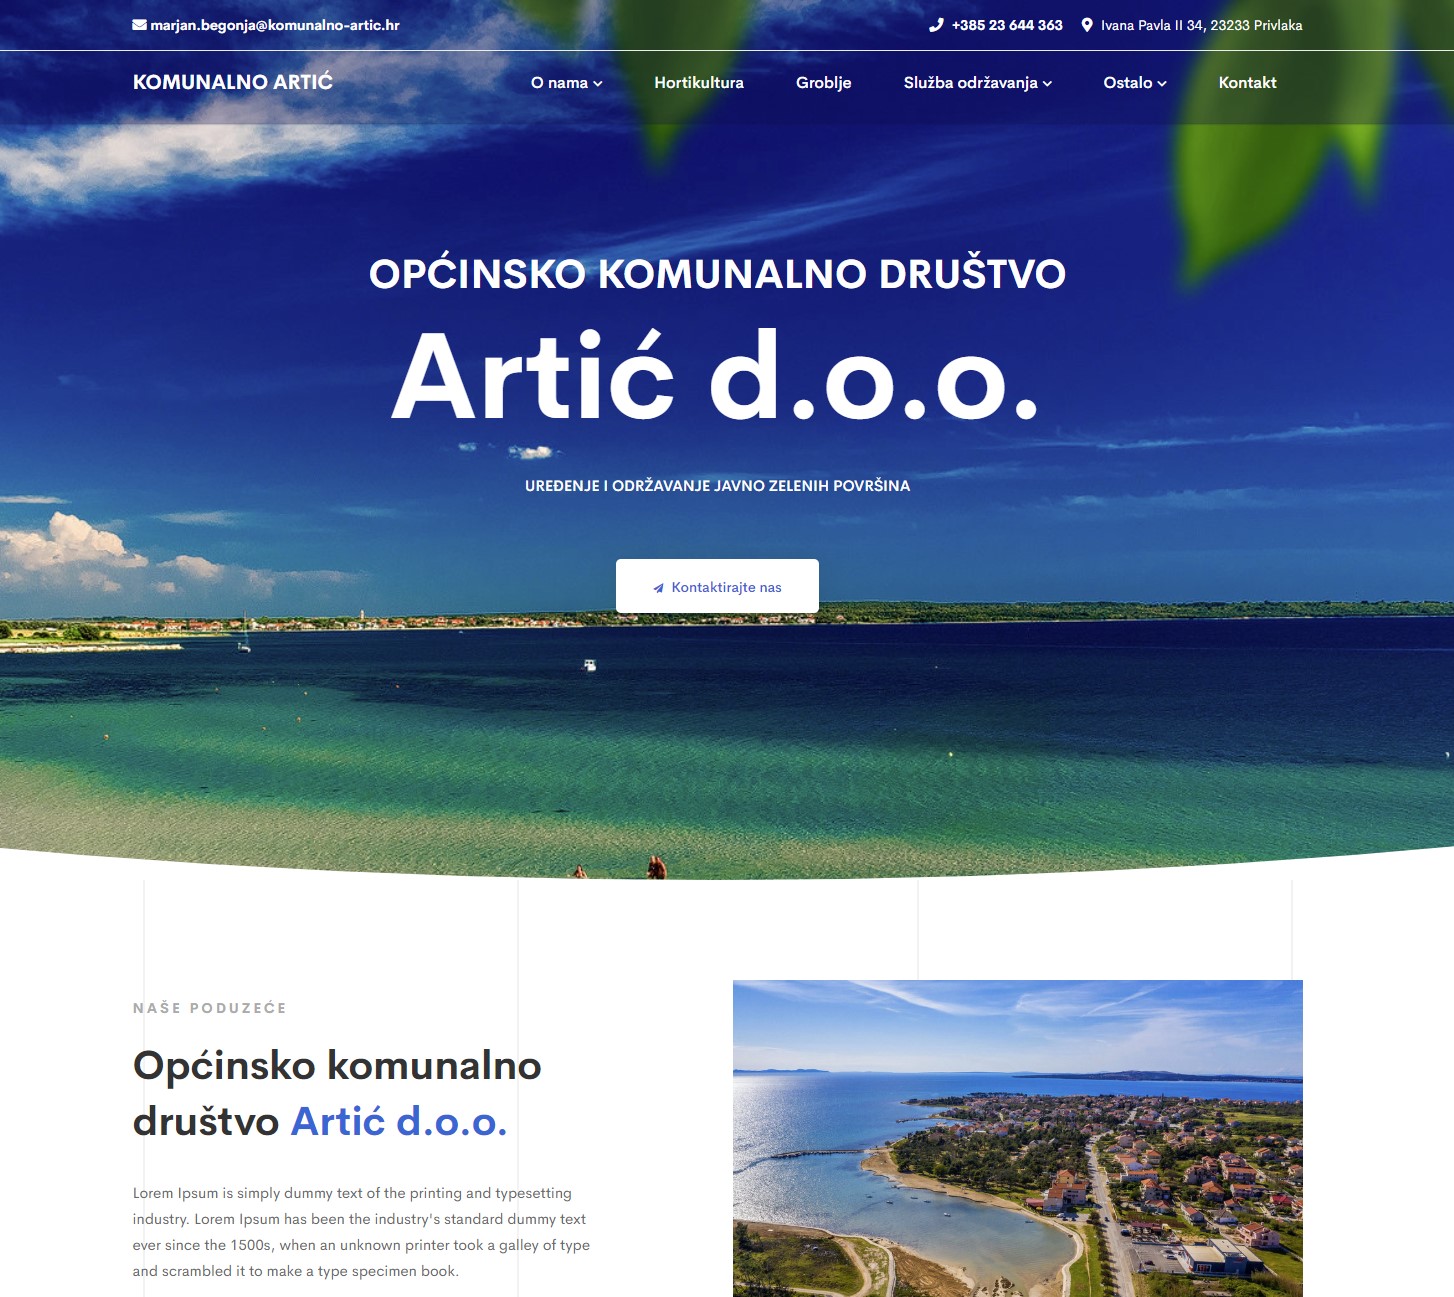 marjan.begonja@komunalno-artic.hr
+385 23 644 363
Ivana Pavla II 34, 23233 Privlaka
KOMUNALNO ARTIĆ
O nama
Hortikultura
Groblje
Služba održavanja
Ostalo
Kontakt
OPĆINSKO KOMUNALNO DRUŠTVO
Artić d.o.o.
UREĐENJE I ODRŽAVANJE JAVNO ZELENIH POVRŠINA
Kontaktirajte nas
NAŠE PODUZEĆE
Općinsko komunalno
društvo Artić d.o.o.
Lorem Ipsum is simply dummy text of the printing and typesetting
industry. Lorem Ipsum has been the industry's standard dummy text
ever since the 1500s, when an unknown printer took a galley of type
and scrambled it to make a type specimen book.